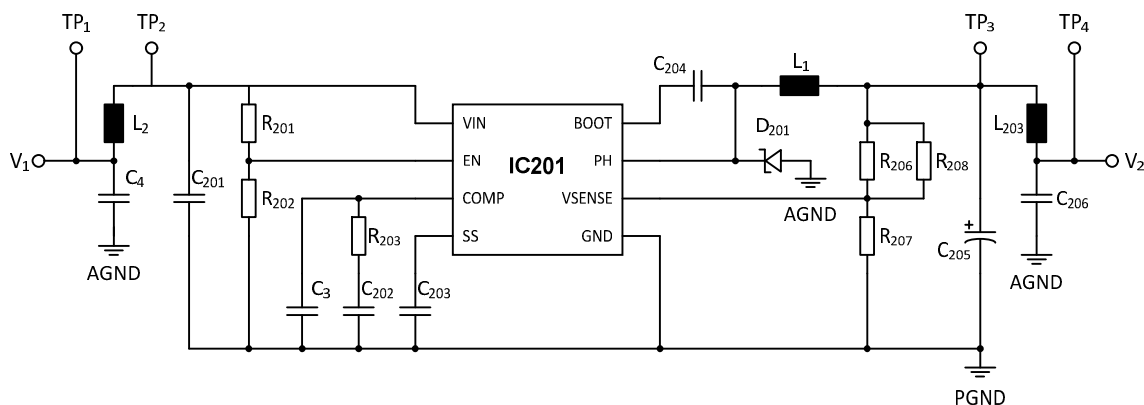 TP1
TP2
TP3
TP4
C204
L1
L2
R201
VIN
BOOT
D201
L203
V1
EN
IC201
PH
R206
R208
V2
C4
C201
R202
COMP
VSENSE
AGND
C206
R203
SS
GND
R207
C205
AGND
AGND
C3
C202
C203
PGND